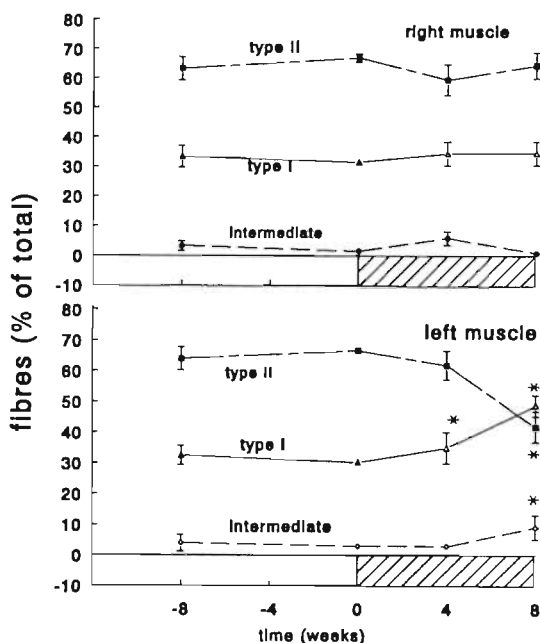 80
70
60
50
40
30
20
10
0
-10
right muscle
type II
type I
Intermediate
80
70
60
50
40
30
20
10
0
-10
left muscle
type II
type I
Intermediate
*
*
*
*
-8
-4
0
4
8
time (weeks)
fibres (% of total)